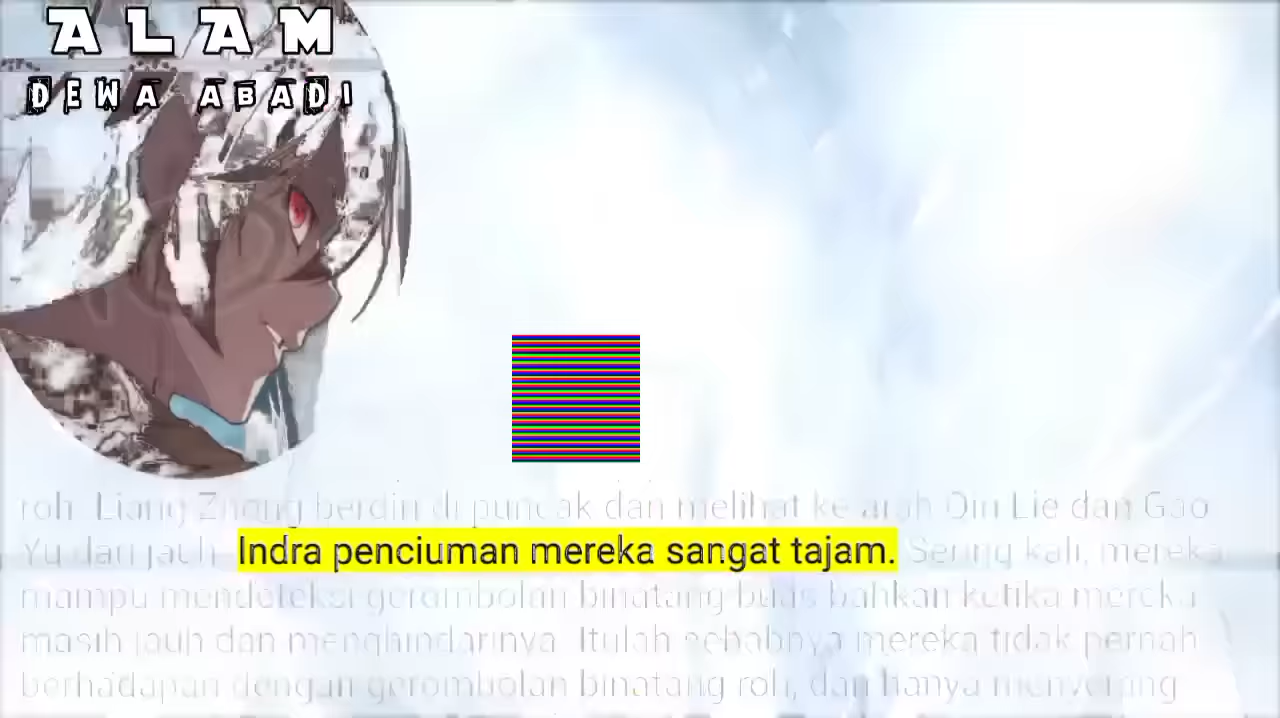 ALAM
DEWA ABADI
roh. Liang Zhong berdiri di puncak dan melihat ke arah Qin Lie dan Gao
Yu dari jauh. Indra penciuman mereka sangat tajam. Sering kali, mereka
mampu mendeteksi gerombolan binatang buas bahkan ketika mereka
masih jauh dan menghindarinya. Itulah sebabnya mereka tidak pernah
berhadapan dengan gerombolan binatang roh, dan hanya menyerang